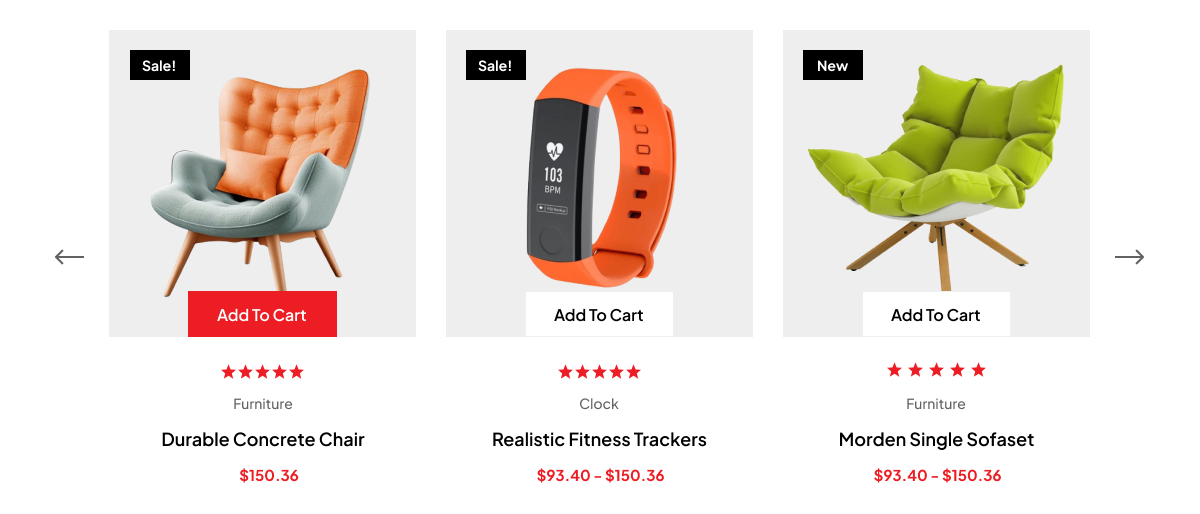 Sale!
Sale!
New
103
BPM
Add To Cart
Add To Cart
Add To Cart
Furniture
Clock
Furniture
Durable Concrete Chair
Realistic Fitness Trackers
Morden Single Sofaset
$150.36
$93.40 - $150.36
$93.40 - $150.36